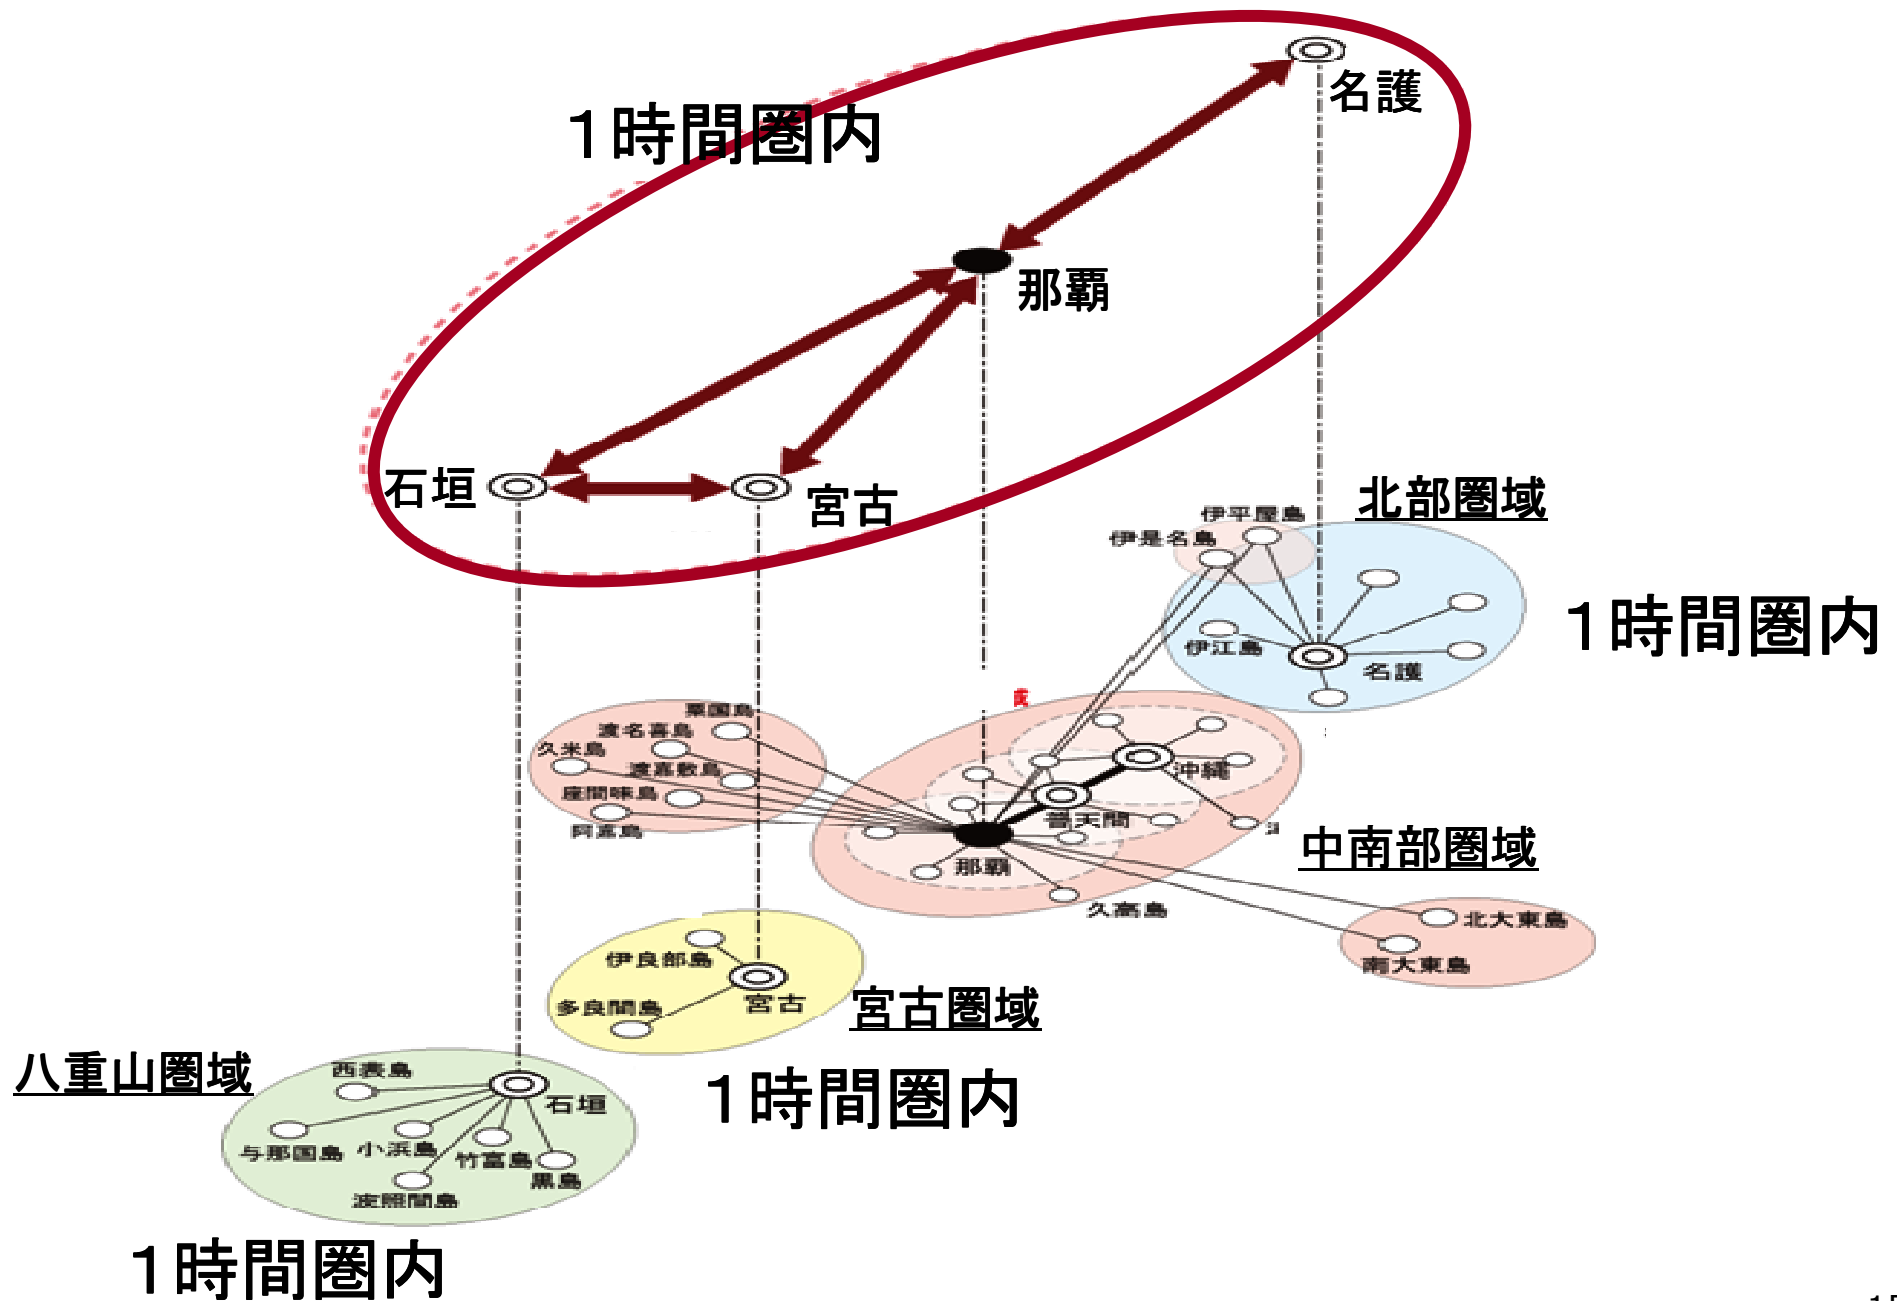 1時間圏内
名護
那覇
石垣
宮古
北部圏域
伊平屋島
伊是名島
伊江島
名護
1時間圏内
粟国島
渡名喜島
久米島
渡嘉敷島
座間味島
阿嘉島
沖縄
普天間
那覇
久高島
中南部圏域
北大東島
南大東島
伊良部島
宮古
多良間島
宮古圏域
1時間圏内
八重山圏域
西表島
石垣
与那国島
小浜島
竹富島
黒島
波照間島
1時間圏内